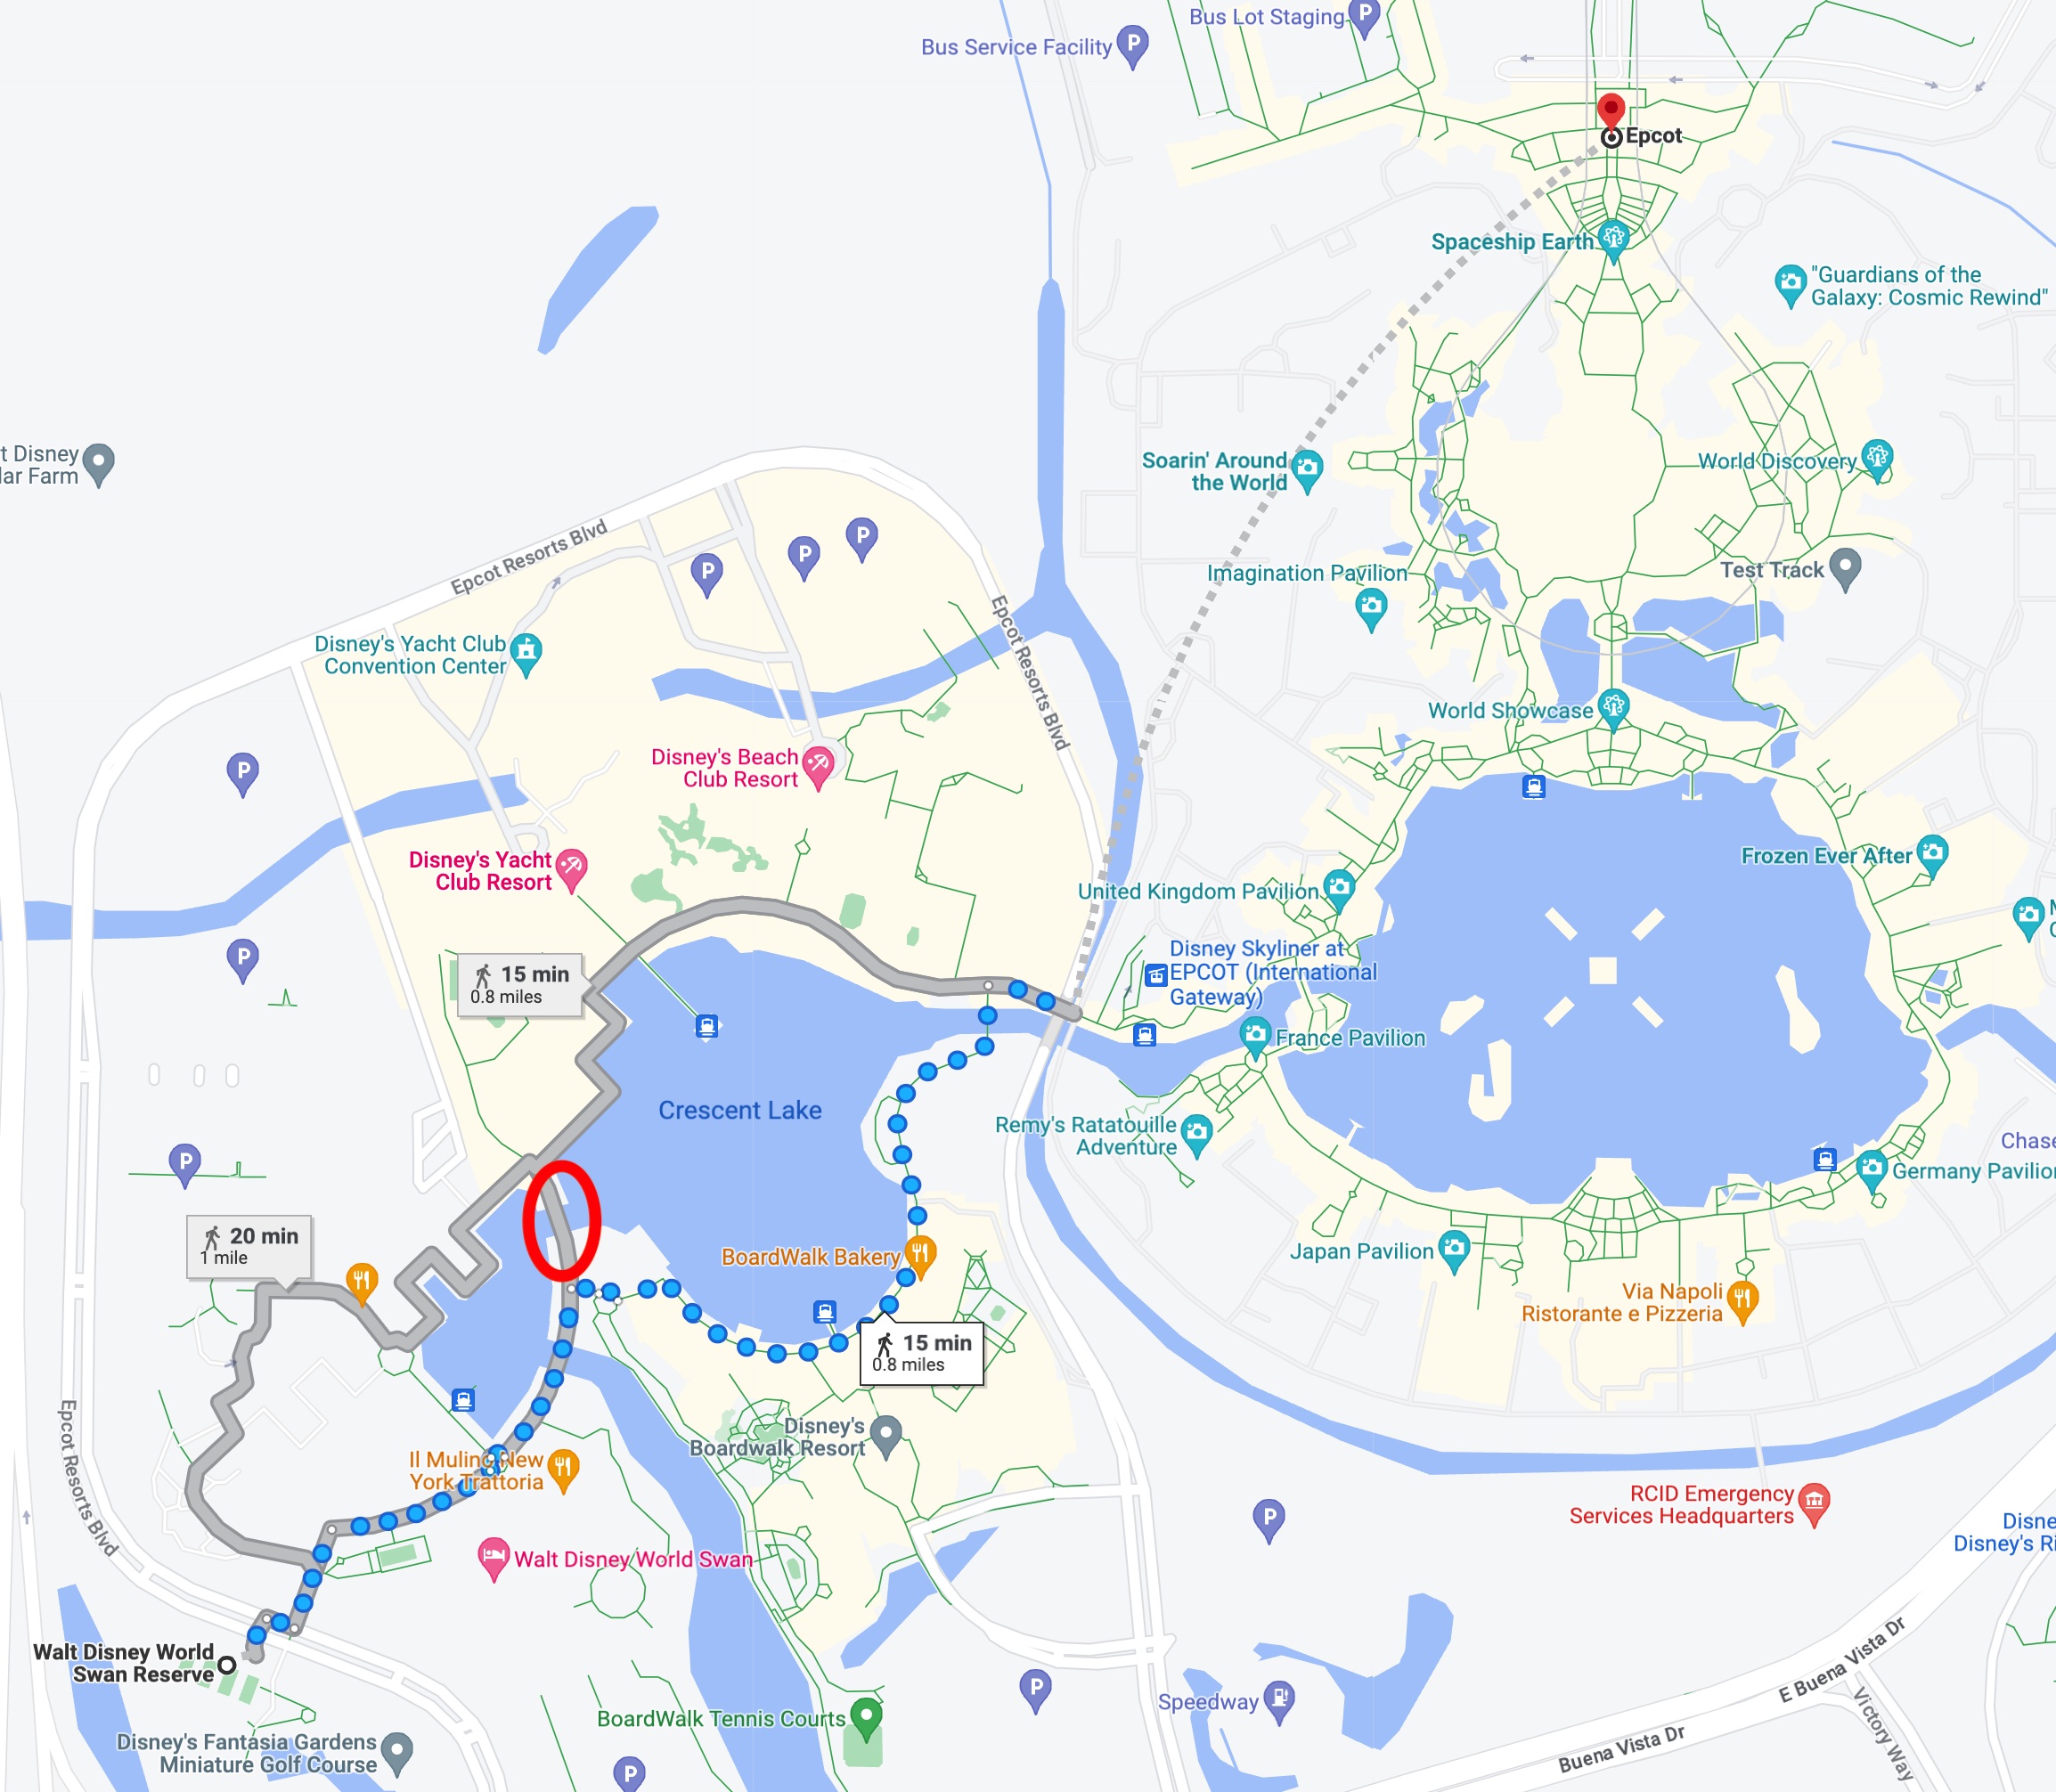 Bus Lot Staging
P
Bus Service Facility
P
Epcot
Spaceship Earth
"Guardians of the
Galaxy: Cosmic Rewind"
t Disney
lar Farm
Soarin' Around
the World
World Discovery
Epcot Resorts Blvd
P
P
P
Imagination Pavilion
Test Track
Epcot Resorts Blvd
Disney's Yacht Club
Convention Center
World Showcase
P
Disney's Beach
Club Resort
Disney's Yacht
Club Resort
United Kingdom Pavilion
Frozen Ever After
P
15 min
0.8 miles
Disney Skyliner at
EPCOT (International
Gateway)
France Pavilion
Crescent Lake
Remy's Ratatouille
Adventure
Chase
Germany Pavilion
P
20 min
1 mile
BoardWalk Bakery
Japan Pavilion
Via Napoli
Ristorante e Pizzeria
15 min
0.8 miles
Disney's
Boardwalk Resort
Epcot Resorts Blvd
Il Mulino New
York Trattoria
P
RCID Emergency
Services Headquarters
Disne
Disney's Ri
Walt Disney World Swan
Walt Disney World
Swan Reserve
P
Speedway
E Buena Vista Dr
Buena Vista Dr
Victory Way
BoardWalk Tennis Courts
Disney's Fantasia Gardens
Miniature Golf Course
P